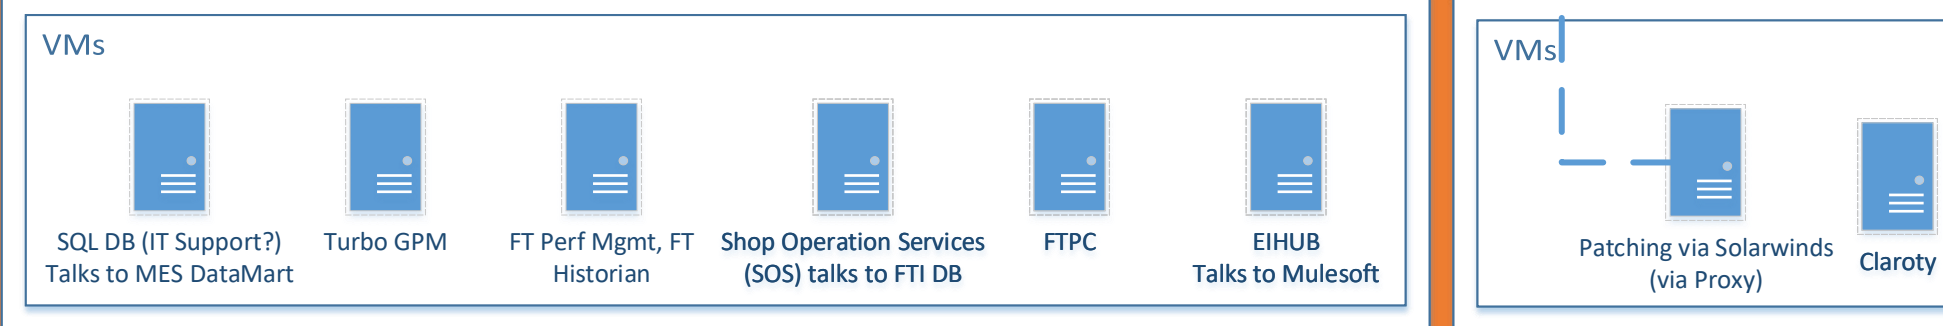 VMs
SQL DB (IT Support?)
Talks to MES DataMart
Turbo GPM
FT Perf Mgmt, FT
Historian
Shop Operation Services
(SOS) talks to FTI DB
FTPC
EIHUB
Talks to Mulesoft
VMs
Patching via Solarwinds
(via Proxy)
Claroty